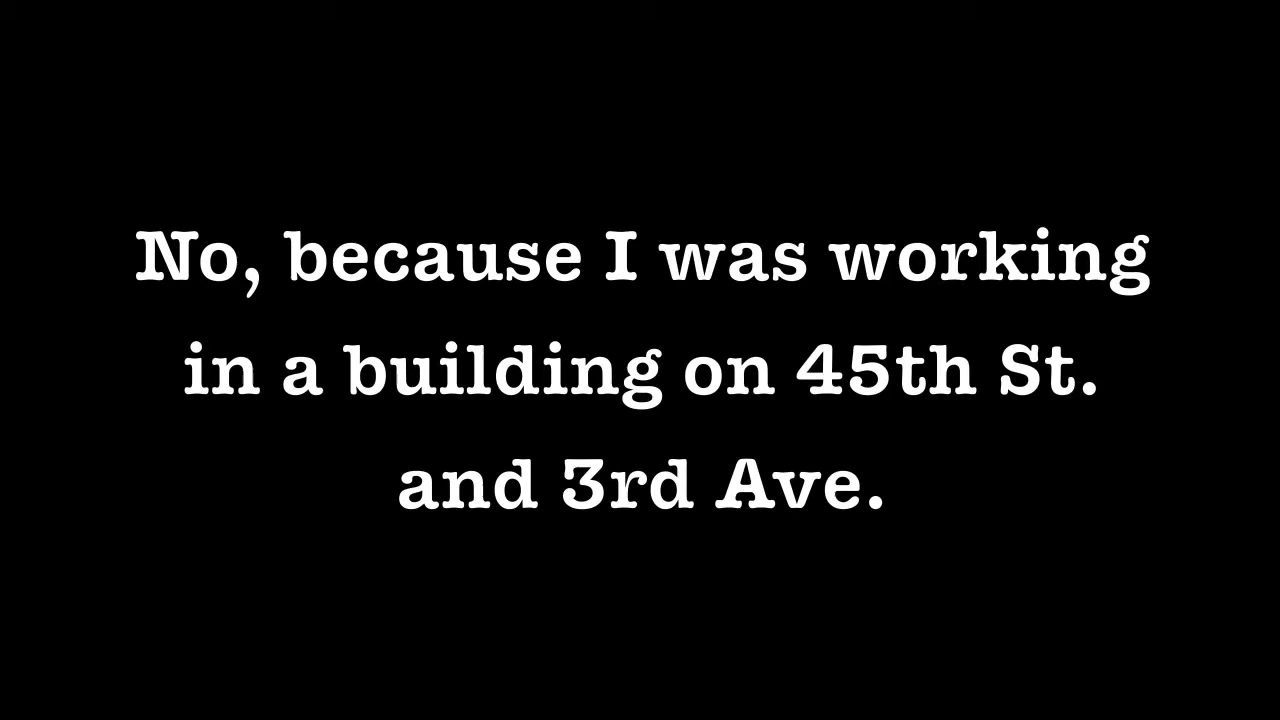 No, because I was working
in a building on 45th St.
and 3rd Ave.